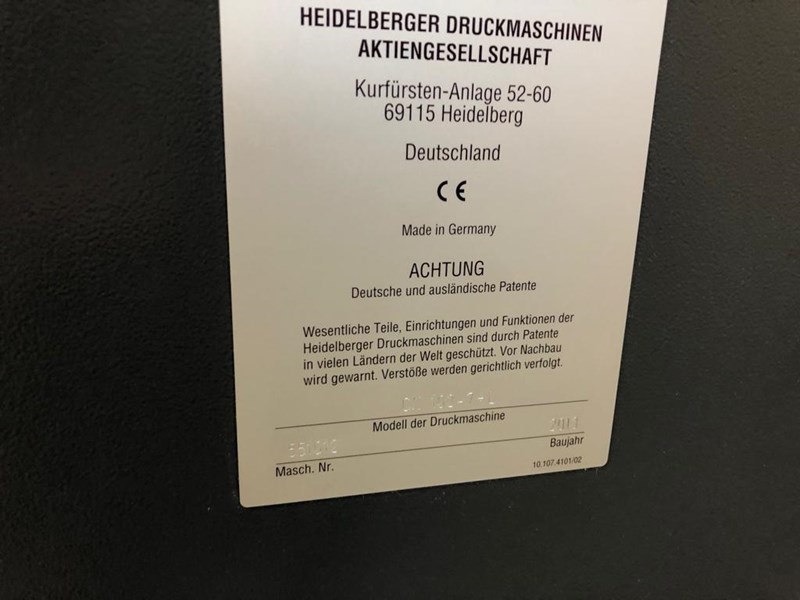 HEIDELBERGER DRUCKMASCHINEN
AKTIENGESELLSCHAFT
Kurfürsten-Anlage 52-60
69115 Heidelberg
Deutschland
CE
Made in Germany
ACHTUNG
Deutsche und ausländische Patente
Wesentliche Teile, Einrichtungen und Funktionen der
Heidelberger Druckmaschinen sind durch Patente
in vielen Ländern der Welt geschützt. Vor Nachbau
wird gewarnt. Verstöße werden gerichtlich verfolgt.
Modell der Druckmaschine
Masch. Nr.
Baujahr
10.107.4101/02